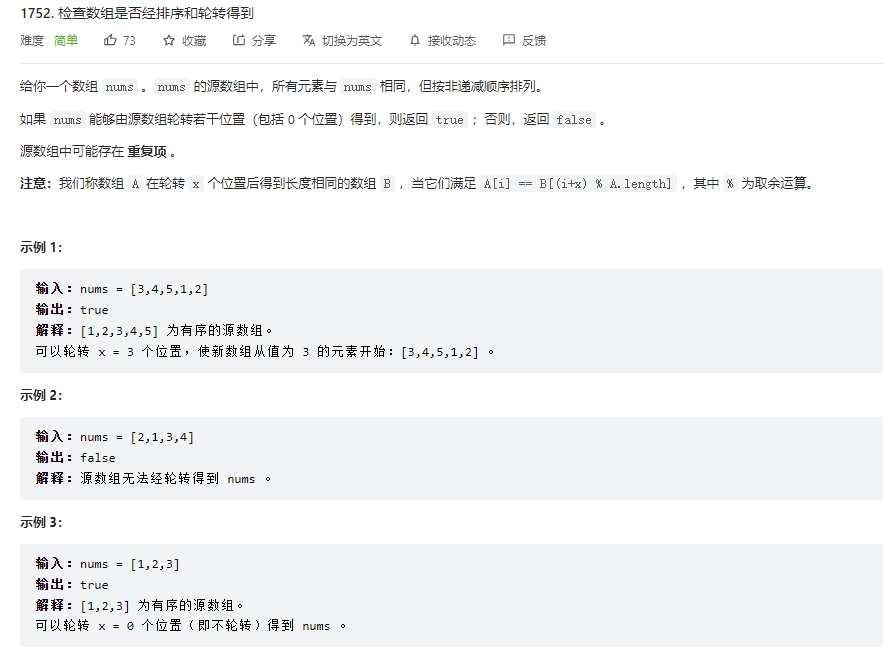 1752. 检查数组是否经排序和轮转得到
难度 简单 73 收藏 分享 切换为英文 接收动态 反馈
给你一个数组 nums 。nums 的源数组中，所有元素与 nums 相同，但按非递减顺序排列。
如果 nums 能够由源数组轮转若干位置（包括 0 个位置）得到，则返回 true ；否则，返回 false 。
源数组中可能存在 重复项 。
注意：我们称数组 A 在轮转 x 个位置后得到长度相同的数组 B ，当它们满足 A[i] == B[(i+x) % A.length] ，其中 % 为取余运算。
示例 1：
输入：nums = [3,4,5,1,2]
输出：true
解释：[1,2,3,4,5] 为有序的源数组。
可以轮转 x = 3 个位置，使新数组从值为 3 的元素开始：[3,4,5,1,2] 。
示例 2：
输入：nums = [2,1,3,4]
输出：false
解释：源数组无法经轮转得到 nums 。
示例 3：
输入：nums = [1,2,3]
输出：true
解释：[1,2,3] 为有序的源数组。
可以轮转 x = 0 个位置（即不轮转）得到 nums 。